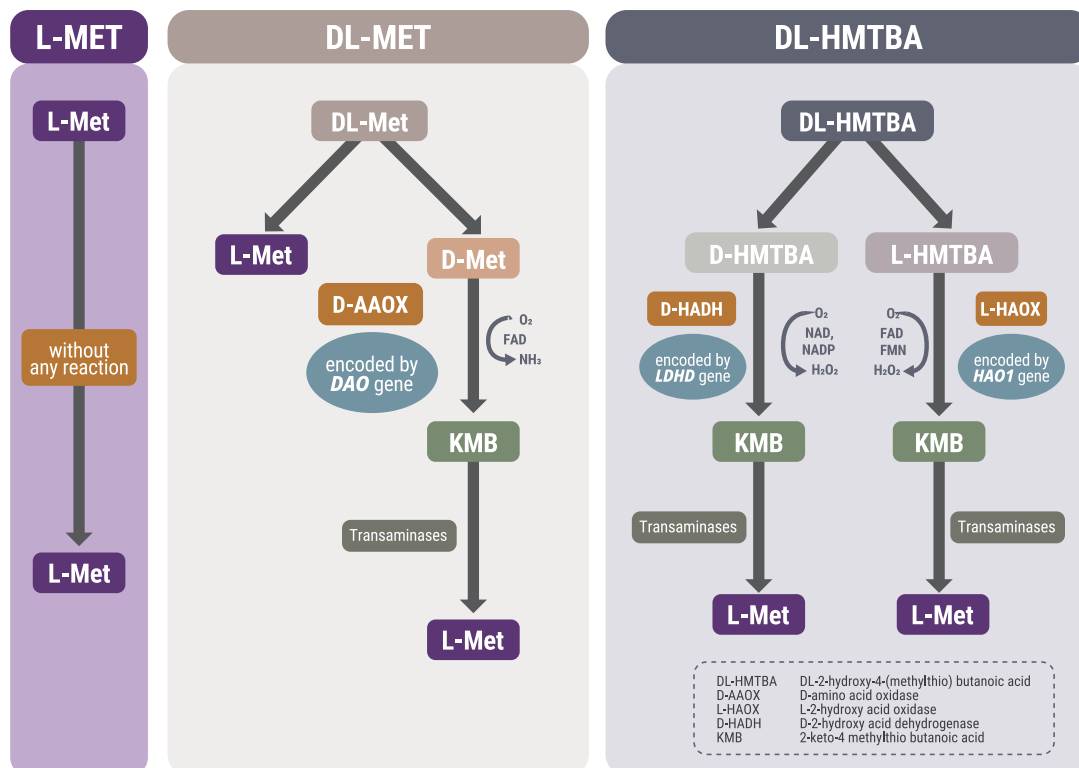 L-MET
L-Met
without
any reaction
L-Met
DL-MET
DL-Met
L-Met
D-Met
D-AAOX
encoded by
DAO gene
O₂
FAD
NH₃
KMB
Transaminases
L-Met
DL-HMTBA
DL-HMTBA
D-HMTBA
L-HMTBA
D-HADH
encoded by
LDHD gene
O₂
NAD,
NADP
H₂O₂
O₂
FAD
FMN
H₂O₂
L-HAOX
encoded by
HAO1 gene
KMB
KMB
Transaminases
Transaminases
L-Met
L-Met
DL-HMTBA DL-2-hydroxy-4-(methylthio) butanoic acid
D-AAOX D-amino acid oxidase
L-HAOX L-2-hydroxy acid oxidase
D-HADH D-2-hydroxy acid dehydrogenase
KMB 2-keto-4 methylthio butanoic acid